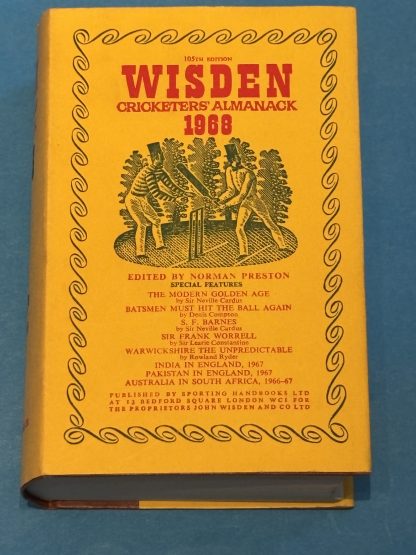 105TH EDITION
WISDEN
CRICKETERS' ALMANACK
1968
EDITED BY NORMAN PRESTON
SPECIAL FEATURES
THE MODERN GOLDEN AGE
by Sir Neville Cardus
BATSMEN MUST HIT THE BALL AGAIN
by Denis Compton
S. F. BARNES
by Sir Neville Cardus
SIR FRANK WORRELL
by Sir Learie Constantine
WARWICKSHIRE THE UNPREDICTABLE
by Rowland Ryder
INDIA IN ENGLAND, 1967
PAKISTAN IN ENGLAND, 1967
AUSTRALIA IN SOUTH AFRICA, 1966–67
PUBLISHED BY SPORTING HANDBOOKS LTD
AT 13 BEDFORD SQUARE LONDON WC1 FOR
THE PROPRIETORS JOHN WISDEN AND CO LTD